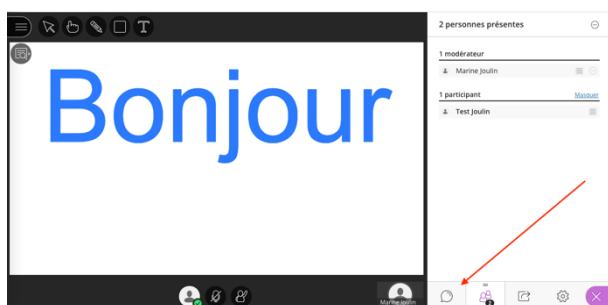 T
Bonjour
Marine Joulin
2 personnes présentes
1 modérateur
Marine Joulin
1 participant Masquer
Test Joulin